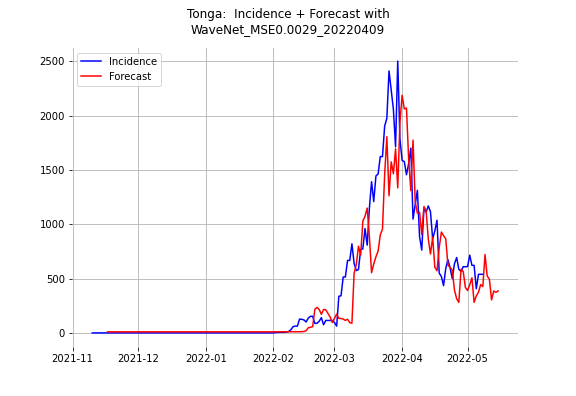 Tonga:  Incidence + Forecast with
WaveNet_MSE0.0029_20220409
Incidence
Forecast
2500
2000
1500
1000
500
0
2021-11 2021-12 2022-01 2022-02 2022-03 2022-04 2022-05